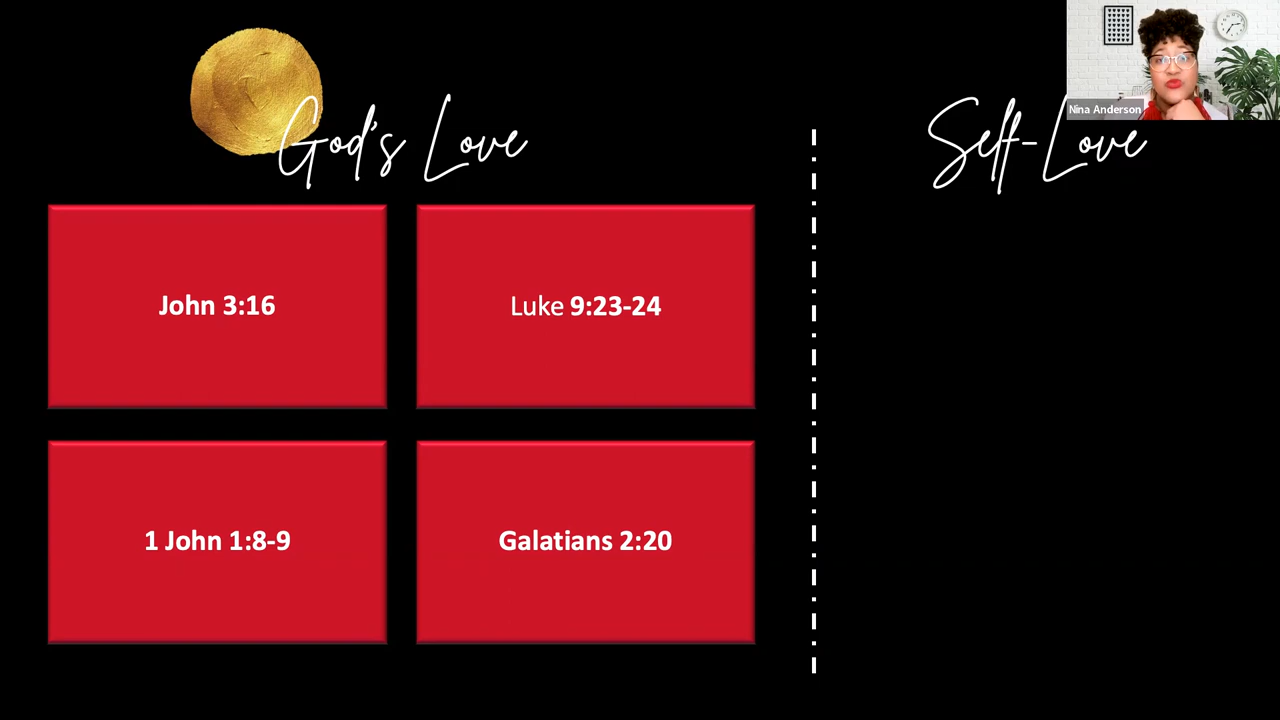 God's Love
Self-Love
Nina Anderson
John 3:16
Luke 9:23-24
1 John 1:8-9
Galatians 2:20